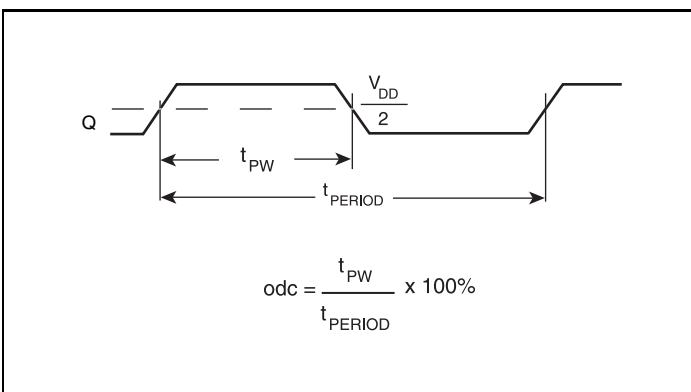 V_DD
Q
2
t_PW
t_PERIOD
odc = t_PW x 100%
t_PERIOD